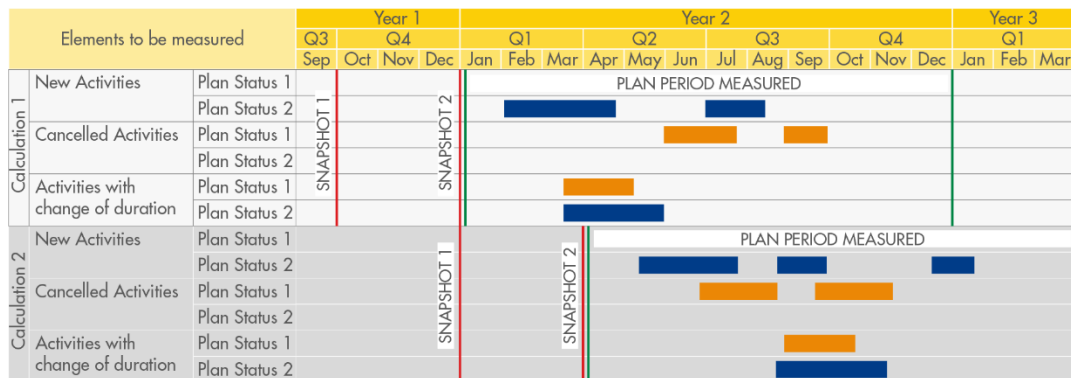 Elements to be measured
Year 1 Year 2 Year 3
Q3 Q4 Q1 Q2 Q3 Q4 Q1
Sep Oct Nov Dec Jan Feb Mar Apr May Jun Jul Aug Sep Oct Nov Dec Jan Feb Mar
Calculation 1
New Activities Plan Status 1 PLAN PERIOD MEASURED
Plan Status 2
Cancelled Activities Plan Status 1
Plan Status 2
Activities with Plan Status 1
change of duration Plan Status 2
SNAPSHOT 1
SNAPSHOT 2
Calculation 2
New Activities Plan Status 1 PLAN PERIOD MEASURED
Plan Status 2
Cancelled Activities Plan Status 1
Plan Status 2
Activities with Plan Status 1
change of duration Plan Status 2
SNAPSHOT 1
SNAPSHOT 2